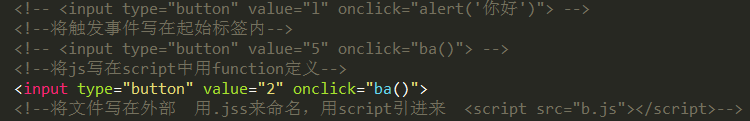 <!-- <input type="button" value="1" onclick="alert('你好')"> -->
<!--将触发事件写在起始标签内-->
<!-- <input type="button" value="5" onclick="ba()"> -->
<!--将js写在script中用function定义-->
<input type="button" value="2" onclick="ba()">
<!--将文件写在外部  用.jss来命名，用script引进来  <script src="b.js"></script>-->